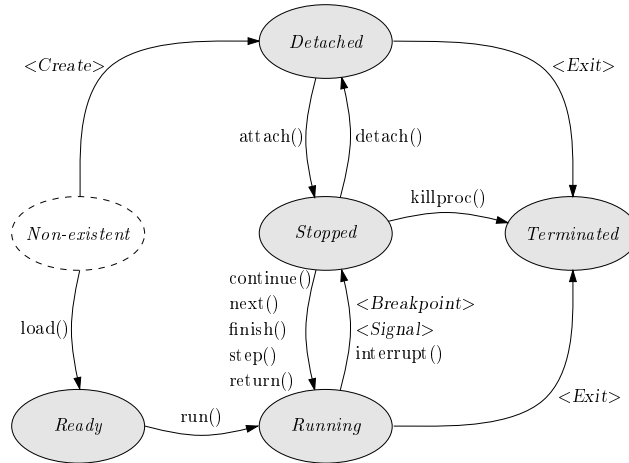 Detached
<Create>
<Exit>
attach()
detach()
killproc()
Non-existent
Stopped
Terminated
continue()
next()
finish()
step()
return()
<Breakpoint>
<Signal>
interrupt()
load()
<Exit>
run()
Ready
Running